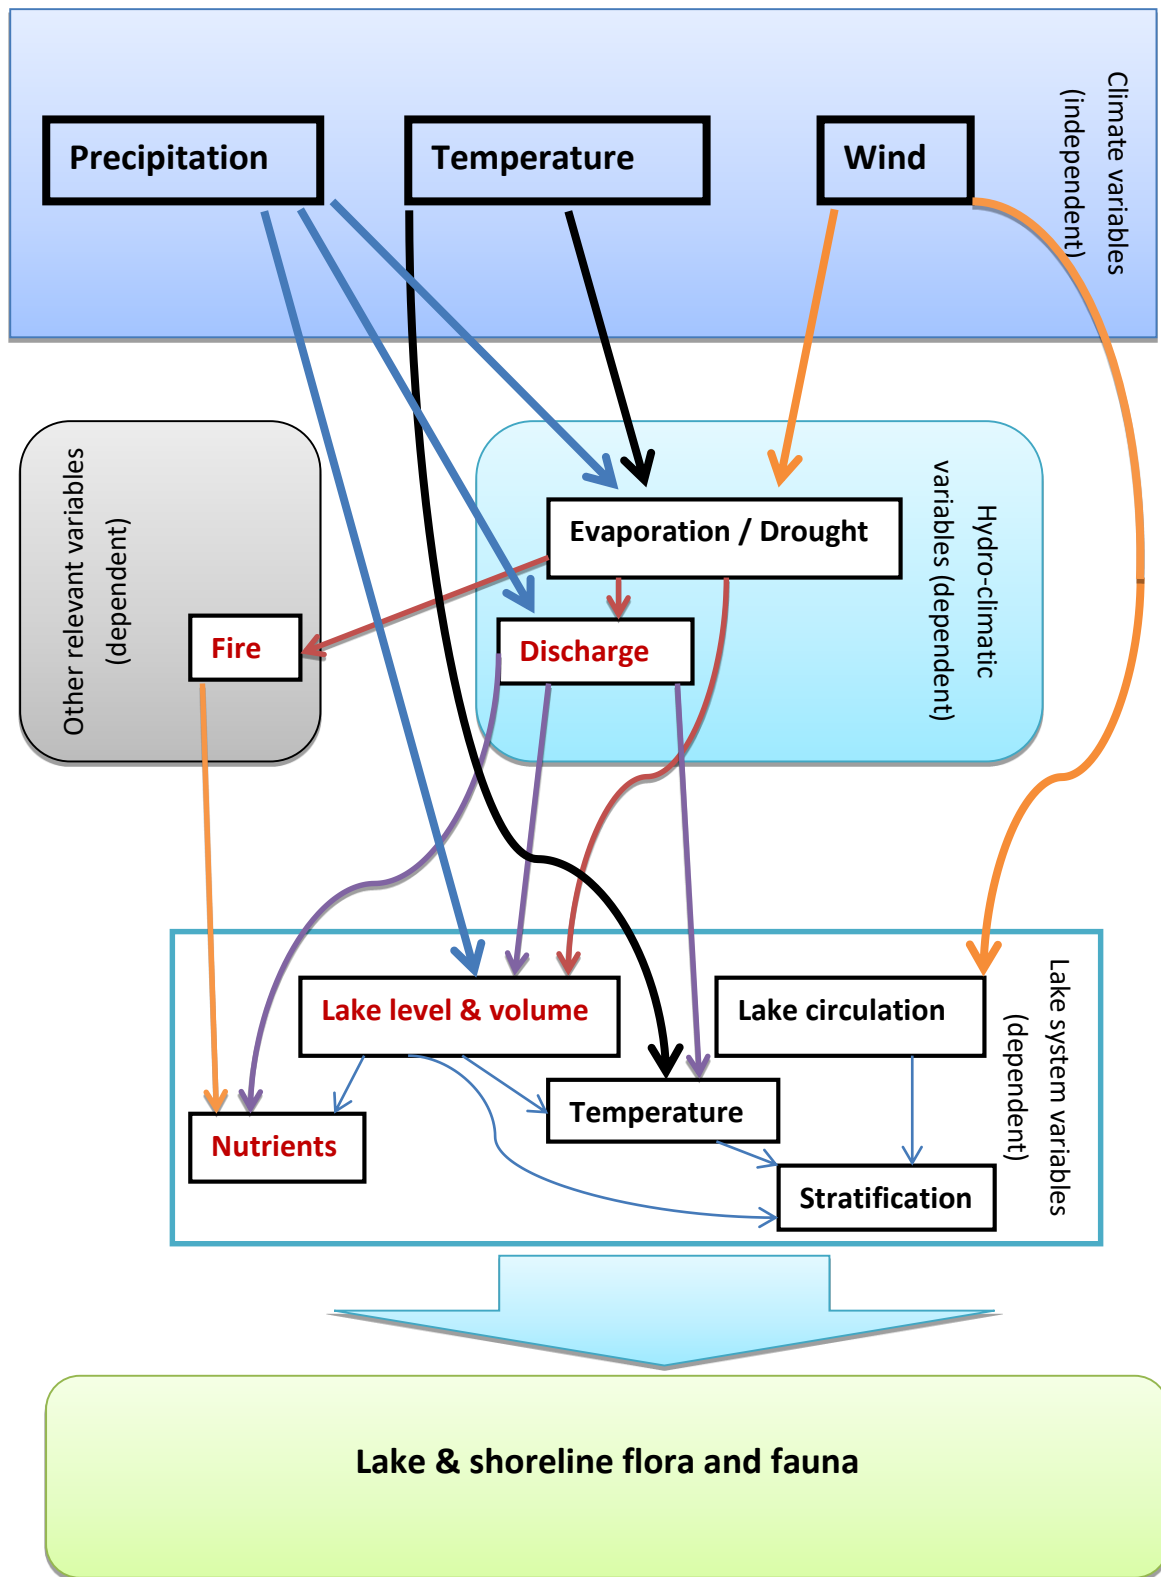 Climate variables
(independent)
Precipitation
Temperature
Wind
Other relevant variables
(dependent)
Hydro-climatic
variables (dependent)
Evaporation / Drought
Fire
Discharge
Lake system variables
(dependent)
Lake level & volume
Lake circulation
Temperature
Nutrients
Stratification
Lake & shoreline flora and fauna